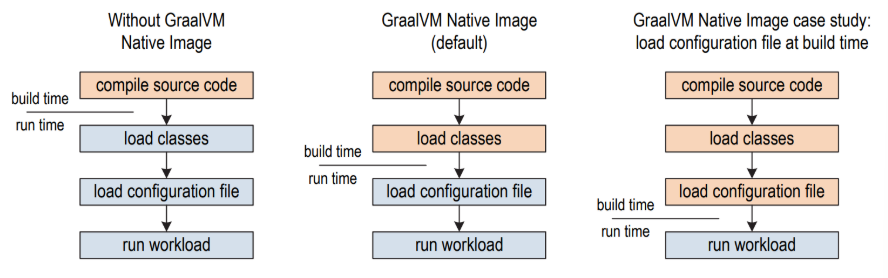 Without GraalVM
Native Image
compile source code
build time
run time
load classes
load configuration file
run workload
GraalVM Native Image
(default)
compile source code
load classes
build time
run time
load configuration file
run workload
GraalVM Native Image case study:
load configuration file at build time
compile source code
load classes
load configuration file
build time
run time
run workload